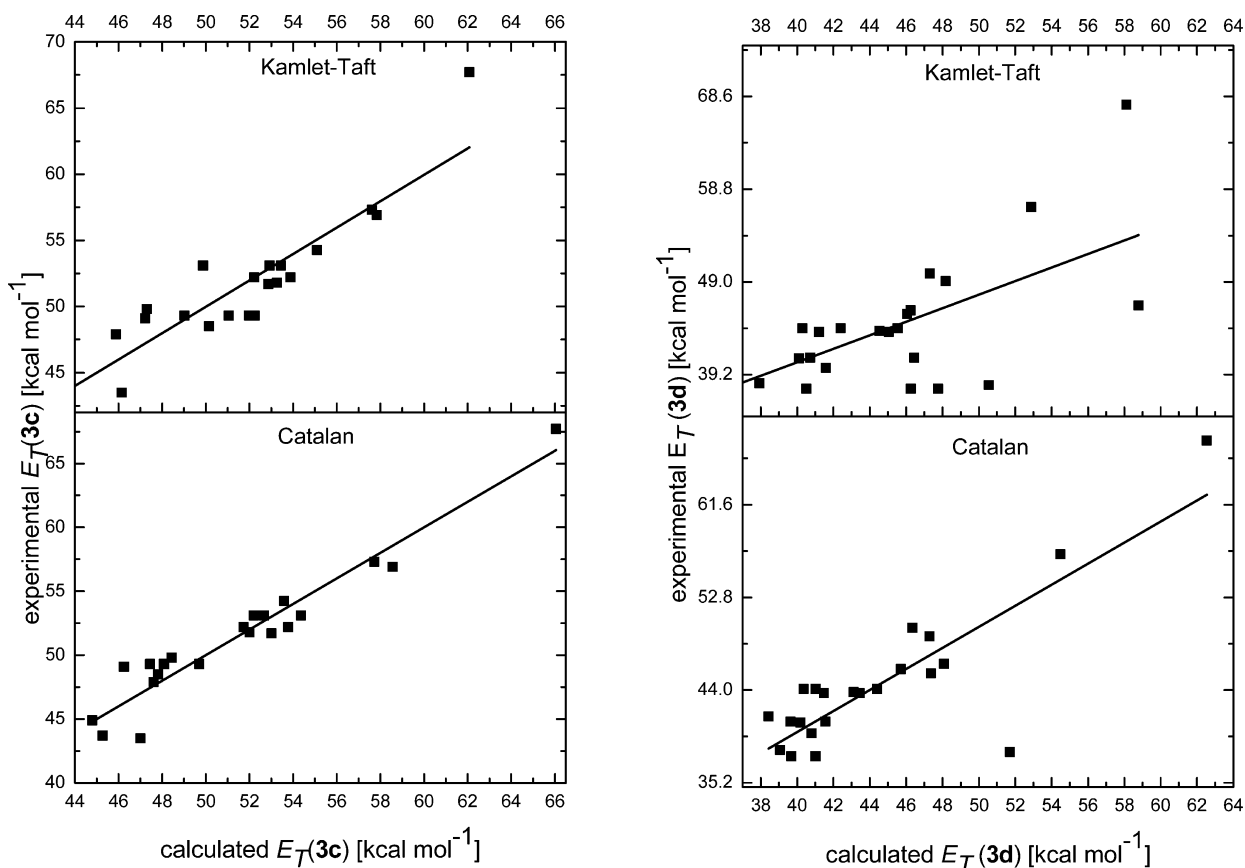 44 46 48 50 52 54 56 58 60 62 64 66
70
65
60
55
50
45
Kamlet-Taft
65
60
55
50
45
40
Catalan
44 46 48 50 52 54 56 58 60 62 64 66
experimental E_T(3c) [kcal mol⁻¹]
calculated E_T(3c) [kcal mol⁻¹]
38 40 42 44 46 48 50 52 54 56 58 60 62 64
68.6
58.8
49.0
39.2
Kamlet-Taft
61.6
52.8
44.0
35.2
Catalan
38 40 42 44 46 48 50 52 54 56 58 60 62 64
experimental E_T(3d) [kcal mol⁻¹]
calculated E_T(3d) [kcal mol⁻¹]